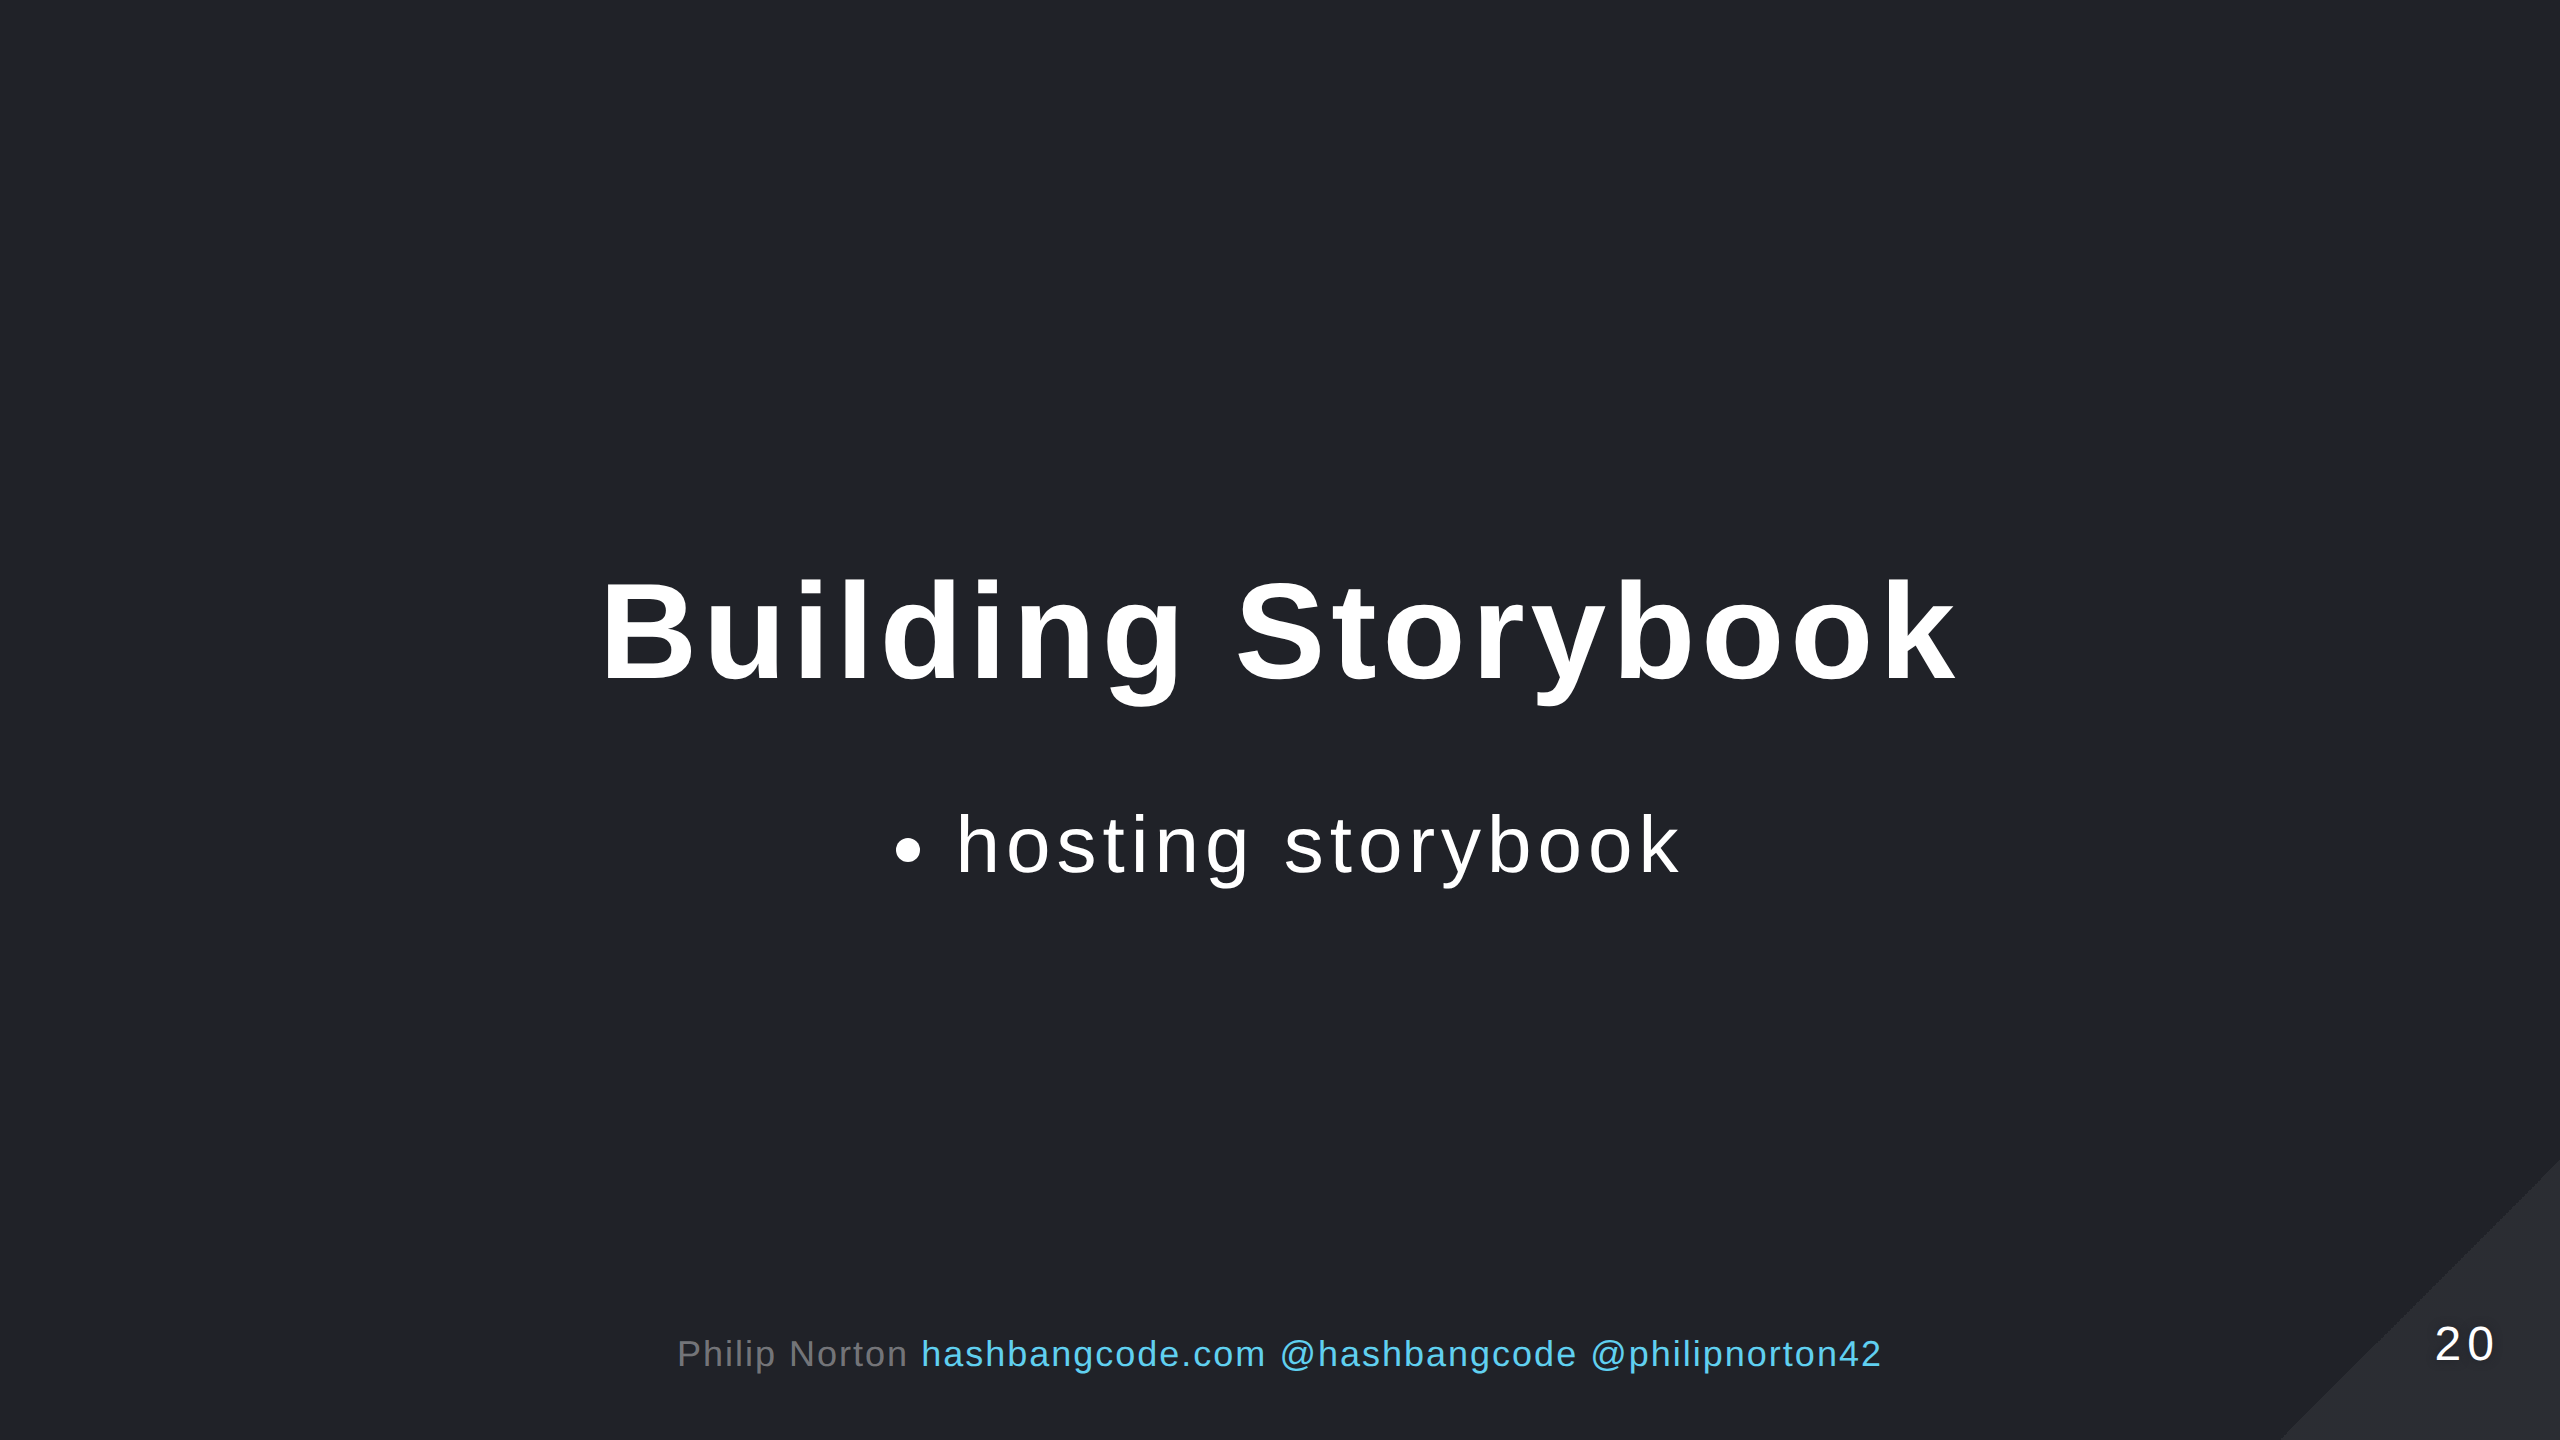 Building Storybook
• hosting storybook
Philip Norton hashbangcode.com @hashbangcode @philipnorton42
20